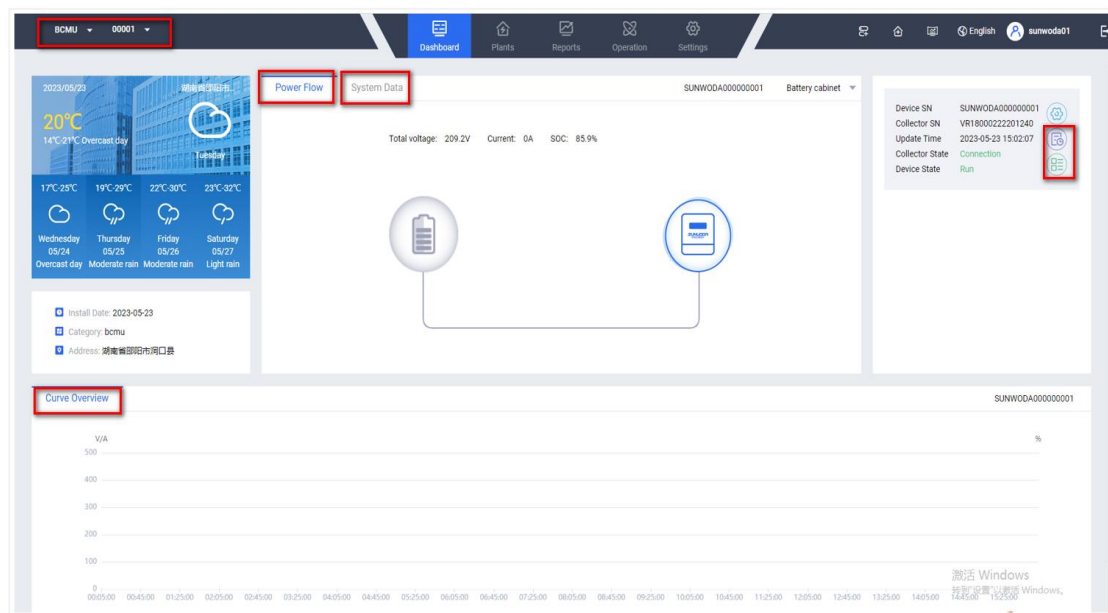 BCMU 00001
Dashboard Plants Reports Operation Settings
English sunwoda01
2023/05/23 湖南省邵阳市..
20°C
14°C-21°C Overcast day
Tuesday
17°C-25°C 19°C-29°C 22°C-30°C 23°C-32°C
Wednesday Thursday Friday Saturday
05/24 05/25 05/26 05/27
Overcast day Moderate rain Moderate rain Light rain
Install Date: 2023-05-23
Category: bcmu
Address: 湖南省邵阳市洞口县
Power Flow System Data SUNWODA000000001 Battery cabinet
Total voltage: 209.2V Current: 0A SOC: 85.9%
Device SN SUNWODA000000001
Collector SN VR18000222201240
Update Time 2023-05-23 15:02:07
Collector State Connection
Device State Run
Curve Overview SUNWODA000000001
V/A %
500
400
300
200
100
0
00:05:00 00:45:00 01:25:00 02:05:00 02:45:00 03:25:00 04:05:00 04:45:00 05:25:00 06:05:00 06:45:00 07:25:00 08:05:00 08:45:00 09:25:00 10:05:00 10:45:00 11:25:00 12:05:00 12:45:00 13:25:00 14:05:00 14:45:00 15:25:00
激活 Windows
转到"设置"以激活 Windows。